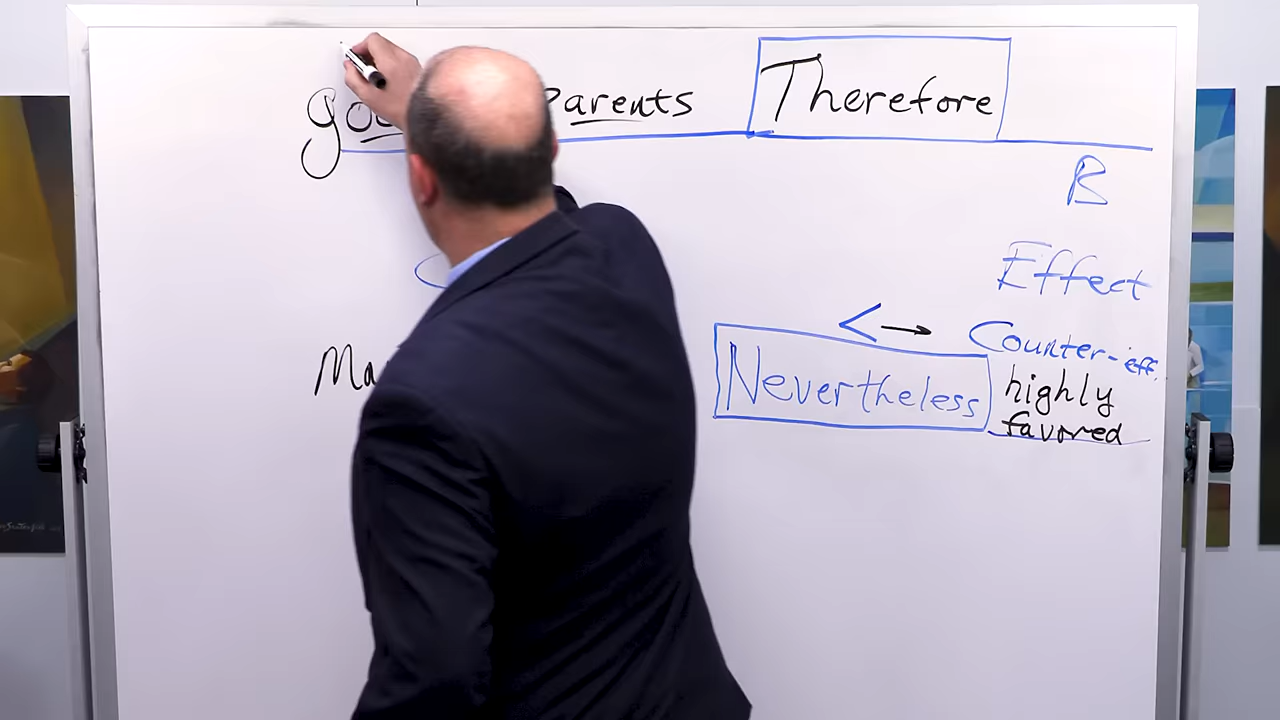 Parents Therefore
B
Effect
Counter-eff.
Nevertheless highly
favored